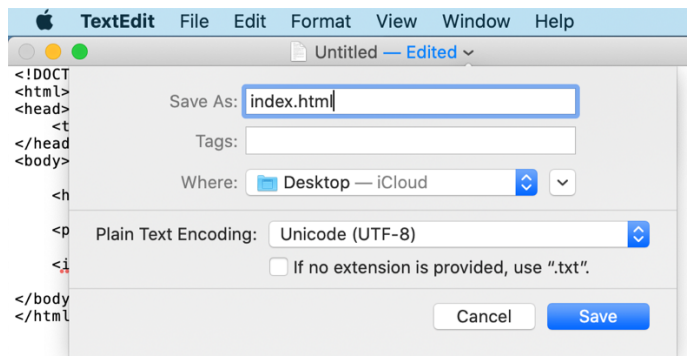 TextEdit File Edit Format View Window Help
Untitled — Edited
<!DOCT
<html>
<head>
<t
</head
<body>
<h
<p
<i
</body
</html
Save As: index.html
Tags:
Where: Desktop — iCloud
Plain Text Encoding: Unicode (UTF-8)
If no extension is provided, use “.txt”.
Cancel Save